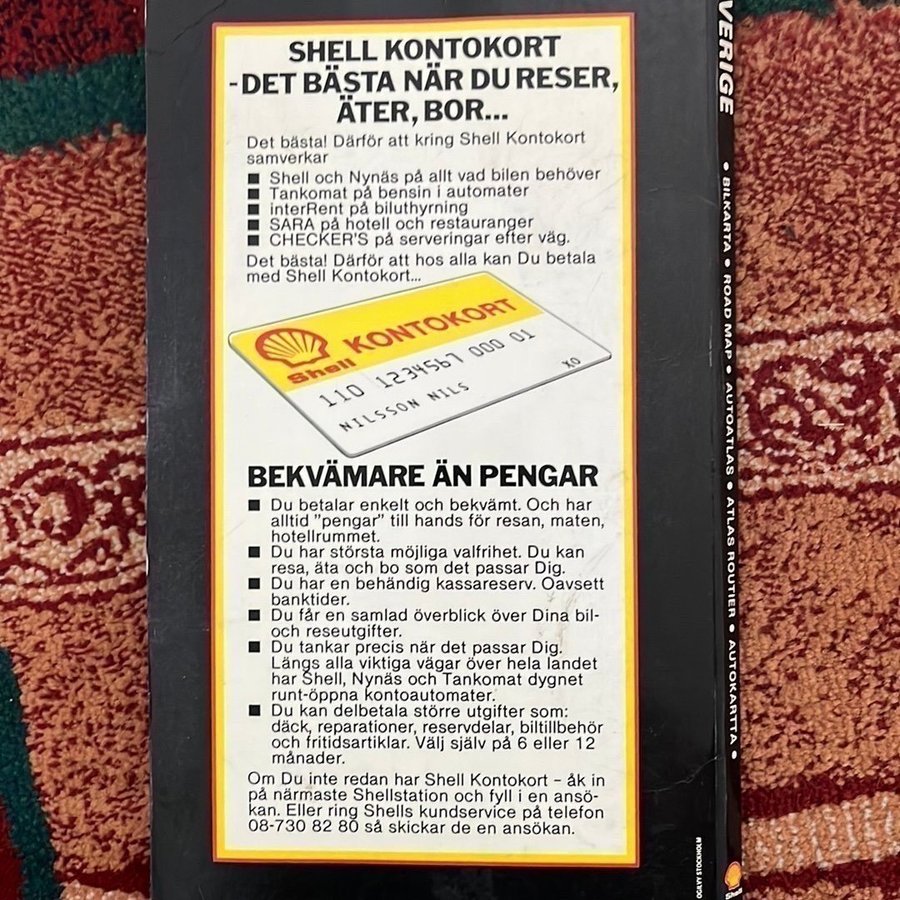 SHELL KONTOKORT
-DET BÄSTA NÄR DU RESER,
ÄTER, BOR...
Det bästa! Därför att kring Shell Kontokort
samverkar
■ Shell och Nynäs på allt vad bilen behöver
■ Tankomat på bensin i automater
■ interRent på biluthyrning
■ SARA på hotell och restauranger
■ CHECKER'S på serveringar efter väg.
Det bästa! Därför att hos alla kan Du betala
med Shell Kontokort...
KONTOKORT
Shell
110 1234567 000 01
NILSSON NILS XO
BEKVÄMARE ÄN PENGAR
■ Du betalar enkelt och bekvämt. Och har
alltid "pengar" till hands för resan, maten,
hotellrummet.
■ Du har största möjliga valfrihet. Du kan
resa, äta och bo som det passar Dig.
■ Du har en behändig kassareserv. Oavsett
banktider.
■ Du får en samlad överblick över Dina bil-
och reseutgifter.
■ Du tankar precis när det passar Dig.
Längs alla viktiga vägar över hela landet
har Shell, Nynäs och Tankomat dygnet
runt-öppna kontoautomater.
■ Du kan delbetala större utgifter som:
däck, reparationer, reservdelar, biltillbehör
och fritidsartiklar. Välj själv på 6 eller 12
månader.
Om Du inte redan har Shell Kontokort – åk in
på närmaste Shellstation och fyll i en ansö-
kan. Eller ring Shells kundservice på telefon
08-730 82 80 så skickar de en ansökan.
OGILVY STOCKHOLM
VERIGE • BILKARTA • ROAD MAP • AUTOATLAS • ATLAS ROUTIER • AUTOKARTTA •
Shell